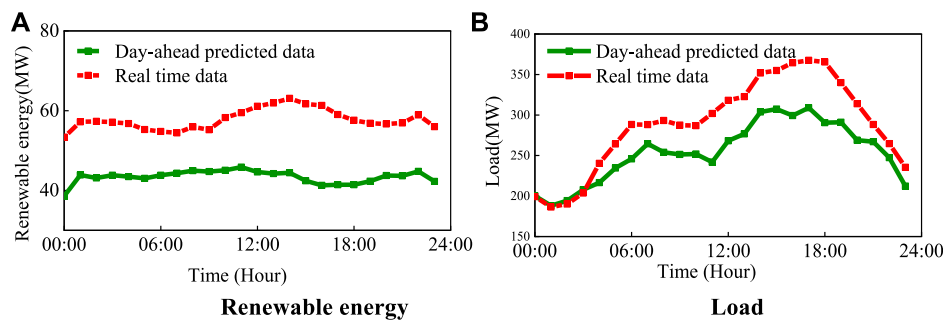 A
80
60
40
20
Renewable energy(MW)
Day-ahead predicted data
Real time data
00:00 06:00 12:00 18:00 24:00
Time (Hour)
Renewable energy
B
400
350
300
250
200
150
Load(MW)
Day-ahead predicted data
Real time data
00:00 06:00 12:00 18:00 24:00
Time (Hour)
Load